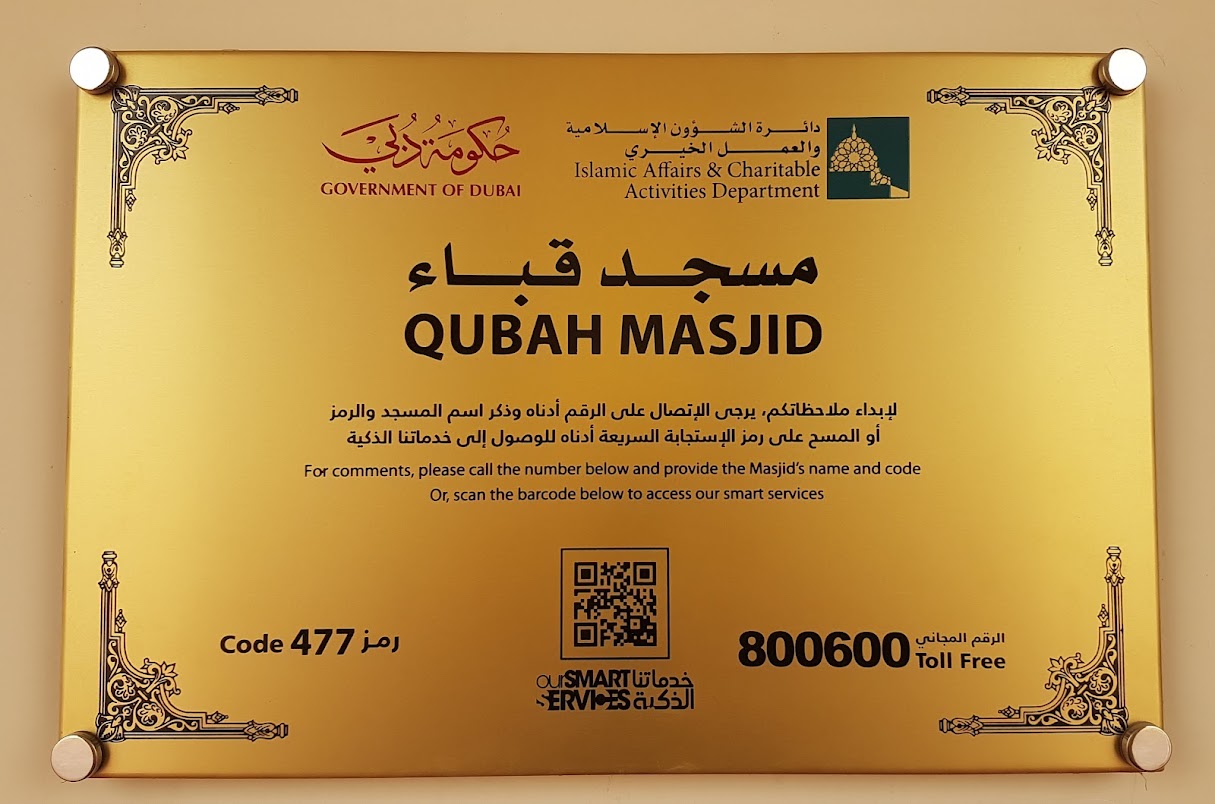 حكومة دبي
GOVERNMENT OF DUBAI
دائرة الشؤون الإسلامية
والعمل الخيري
Islamic Affairs & Charitable
Activities Department
مسجد قباء
QUBAH MASJID
لإبداء ملاحظاتكم، يرجى الإتصال على الرقم أدناه وذكر اسم المسجد والرمز
أو المسح على رمز الإستجابة السريعة أدناه للوصول إلى خدماتنا الذكية
For comments, please call the number below and provide the Masjid's name and code
Or, scan the barcode below to access our smart services
Code 477 رمز
ourSMART خدماتنا
SERVICES الذكية
800600 الرقم المجاني
Toll Free